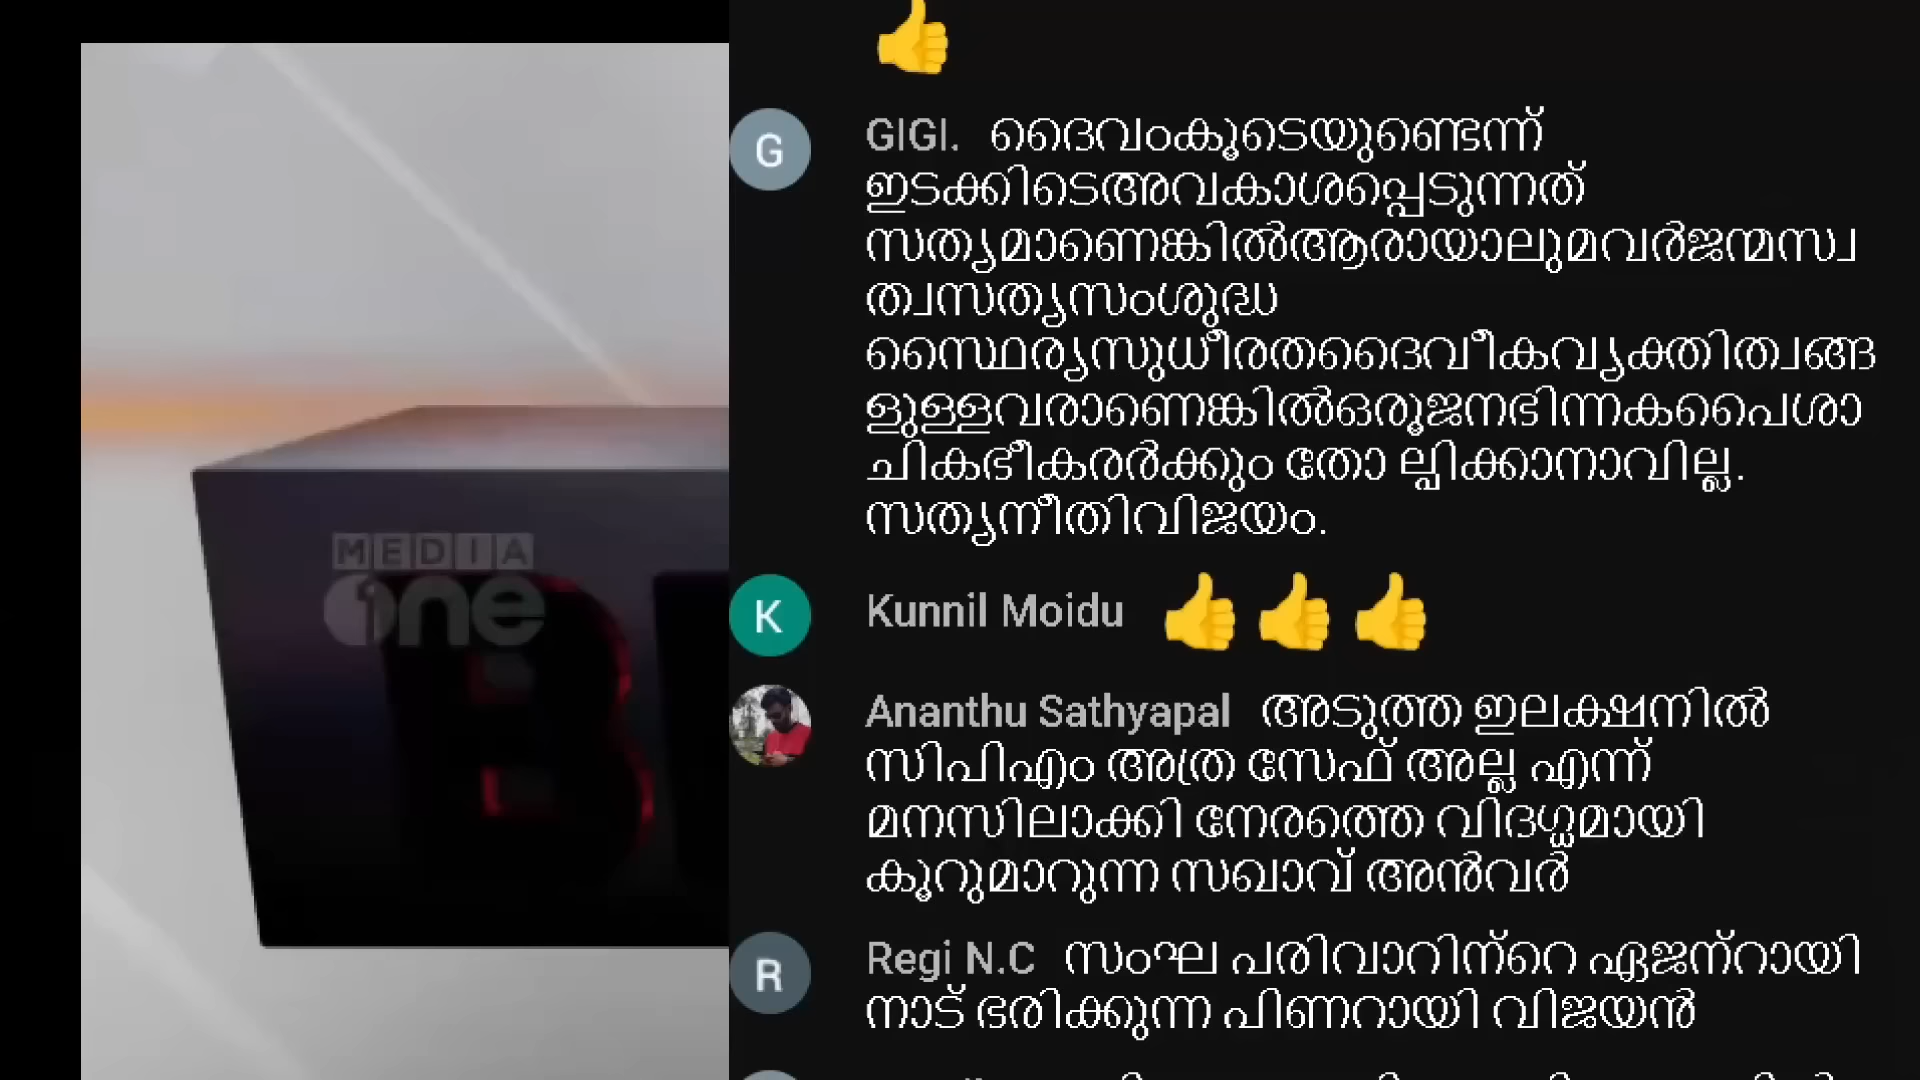 G GIGI. ദൈവംകൂടെയുണ്ടെന്ന്
ഇടക്കിടെഅവകാശപ്പെടുന്നത്
സത്യമാണെങ്കിൽആരായാലുമവർജന്മസ്വ
ത്വസത്യസംശുദ്ധ
സ്ഥൈര്യസുധീരതദൈവീകവ്യക്തിത്വങ്ങ
ളുള്ളവരാണെങ്കിൽഒരുജനഭിന്നകപൈശാ
ചികഭീകരർക്കും തോ ല്പിക്കാനാവില്ല.
സത്യനീതിവിജയം.
MEDIA
one
K Kunnil Moidu
Ananthu Sathyapal അടുത്ത ഇലക്ഷനിൽ
സിപിഎം അത്ര സേഫ് അല്ല എന്ന്
മനസിലാക്കി നേരത്തെ വിദഗ്ദ്ധമായി
കൂറുമാറുന്ന സഖാവ് അൻവർ
R Regi N.C സംഘ പരിവാറിന്റെ ഏജന്റായി
നാട് ഭരിക്കുന്ന പിണറായി വിജയൻ